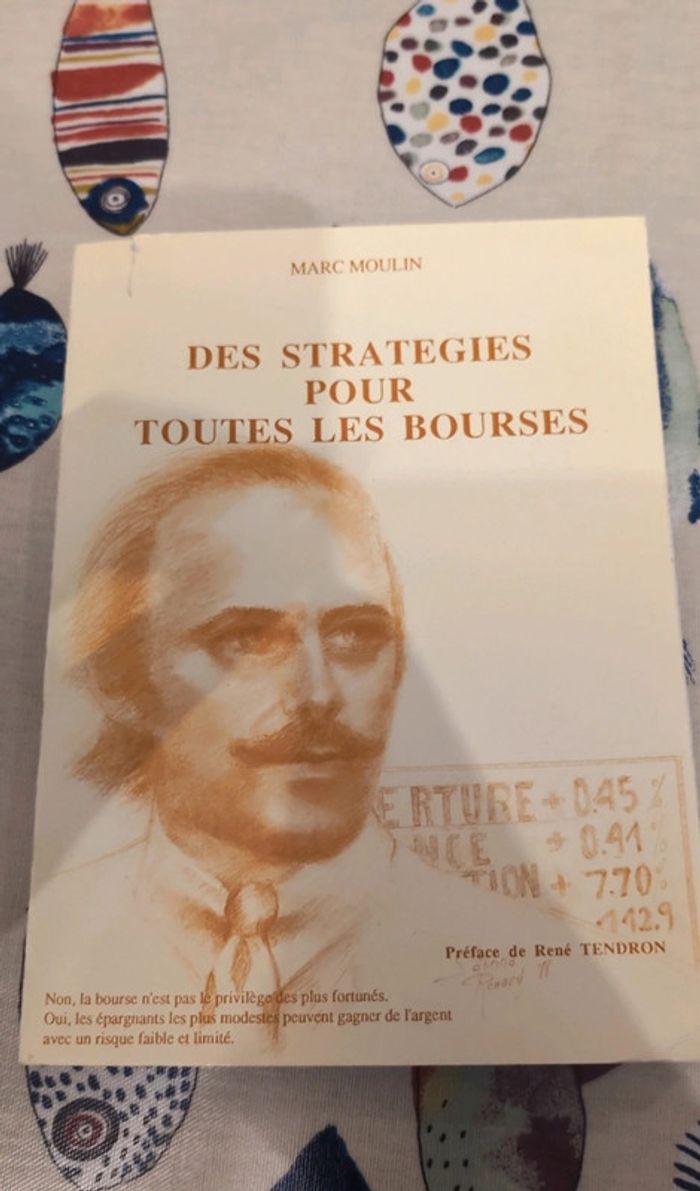 MARC MOULIN
DES STRATEGIES
POUR
TOUTES LES BOURSES
ERTURE + 0.45 %
NCE + 0.41 %
TION + 7.70 %
112.9
Préface de René TENDRON
Non, la bourse n'est pas le privilège des plus fortunés.
Oui, les épargnants les plus modestes peuvent gagner de l'argent
avec un risque faible et limité.